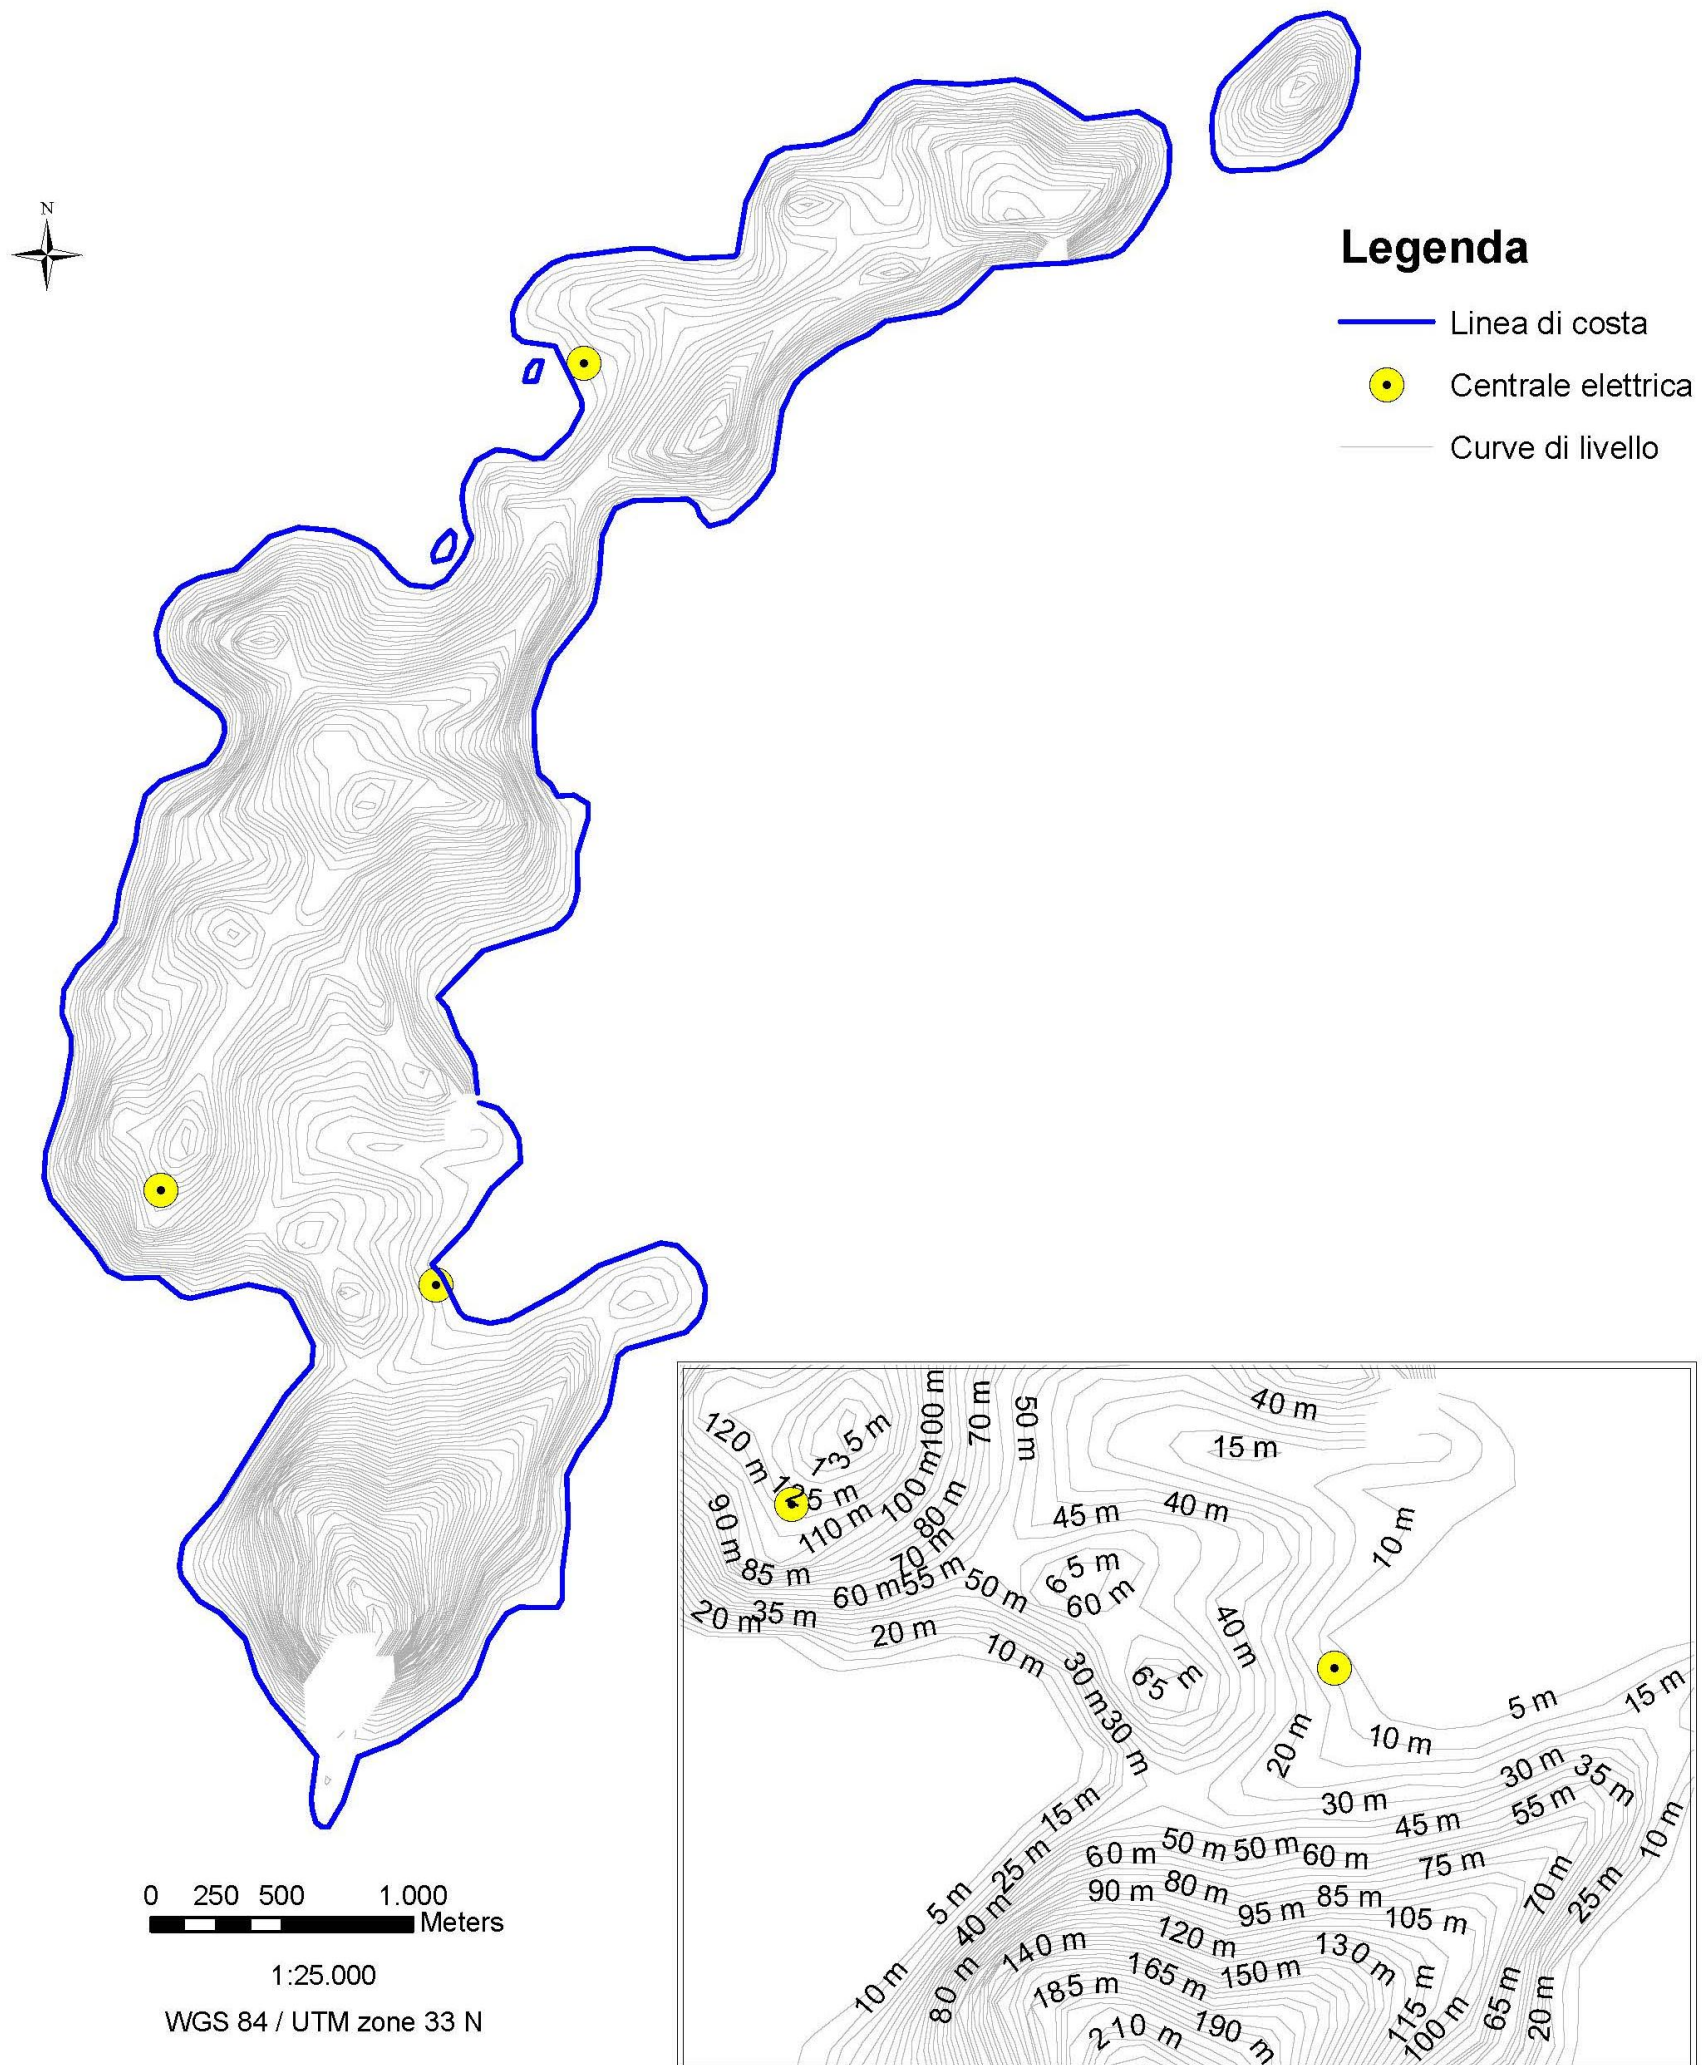 N
Legenda
Linea di costa
Centrale elettrica
Curve di livello
0 250 500 1.000
Meters
1:25.000
WGS 84 / UTM zone 33 N
120 m
135 m
125 m
100 m
100 m
70 m
50 m
40 m
15 m
90 m
110 m
100 m
80 m
45 m
40 m
10 m
85 m
70 m
65 m
60 m
55 m
50 m
60 m
20 m
35 m
20 m
10 m
40 m
30 m
65 m
30 m
20 m
10 m
5 m
15 m
15 m
30 m
30 m
35 m
45 m
55 m
10 m
25 m
60 m
50 m
50 m
60 m
75 m
70 m
25 m
5 m
40 m
90 m
80 m
95 m
85 m
105 m
10 m
80 m
140 m
120 m
130 m
185 m
165 m
150 m
115 m
65 m
20 m
210 m
190 m
100 m